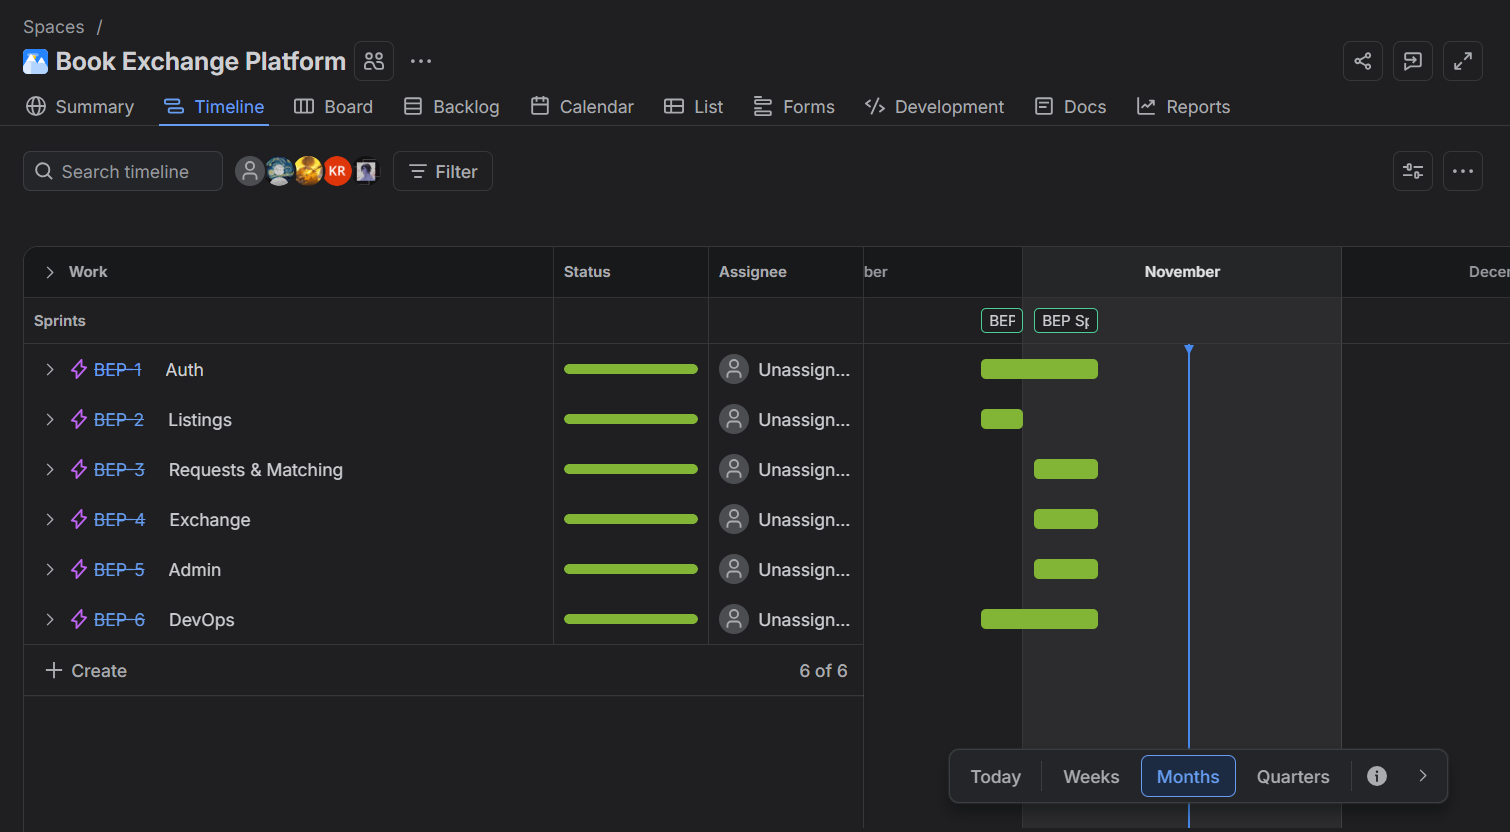 Spaces /
Book Exchange Platform
Summary Timeline Board Backlog Calendar List Forms Development Docs Reports
Search timeline KR Filter
Work Status Assignee ber November Decem
Sprints BEP BEP Sp
BEP-1 Auth Unassign...
BEP-2 Listings Unassign...
BEP-3 Requests & Matching Unassign...
BEP-4 Exchange Unassign...
BEP-5 Admin Unassign...
BEP-6 DevOps Unassign...
Create 6 of 6
Today Weeks Months Quarters